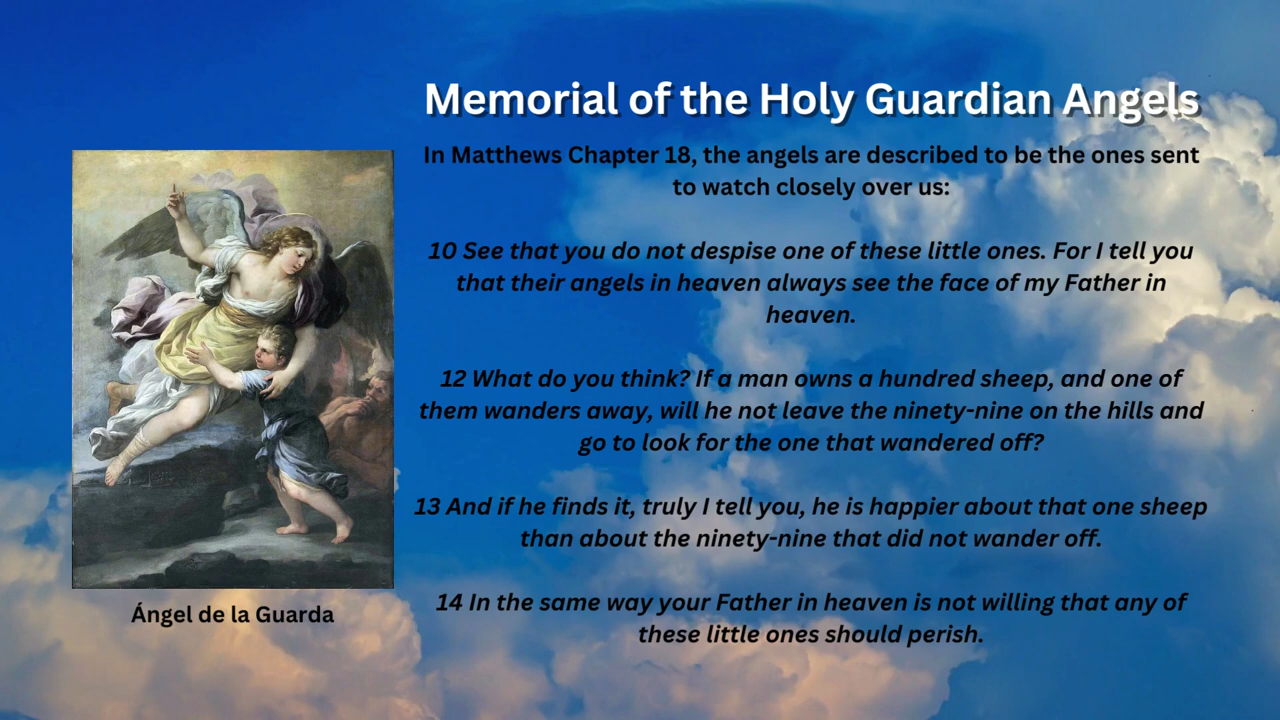 Memorial of the Holy Guardian Angels
In Matthews Chapter 18, the angels are described to be the ones sent
to watch closely over us:
10 See that you do not despise one of these little ones. For I tell you
that their angels in heaven always see the face of my Father in
heaven.
12 What do you think? If a man owns a hundred sheep, and one of
them wanders away, will he not leave the ninety-nine on the hills and
go to look for the one that wandered off?
13 And if he finds it, truly I tell you, he is happier about that one sheep
than about the ninety-nine that did not wander off.
14 In the same way your Father in heaven is not willing that any of
these little ones should perish.
Ángel de la Guarda